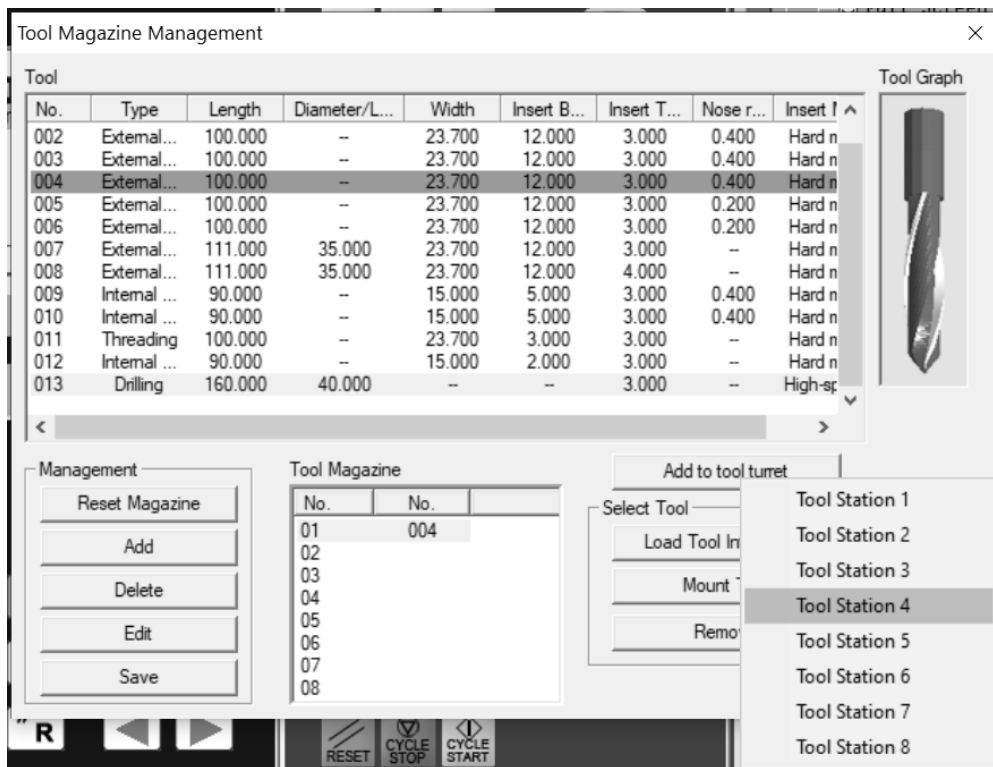 Tool Magazine Management
Tool
Tool Graph
No. Type Length Diameter/L... Width Insert B... Insert T... Nose r... Insert
002 External... 100.000 -- 23.700 12.000 3.000 0.400 Hard
003 External... 100.000 -- 23.700 12.000 3.000 0.400 Hard
004 External... 100.000 -- 23.700 12.000 3.000 0.400 Hard
005 External... 100.000 -- 23.700 12.000 3.000 0.200 Hard
006 External... 100.000 -- 23.700 12.000 3.000 0.200 Hard
007 External... 111.000 35.000 23.700 12.000 3.000 -- Hard
008 External... 111.000 35.000 23.700 12.000 4.000 -- Hard
009 Internal ... 90.000 -- 15.000 5.000 3.000 0.400 Hard
010 Internal ... 90.000 -- 15.000 5.000 3.000 0.400 Hard
011 Threading 100.000 -- 23.700 3.000 3.000 -- Hard
012 Internal ... 90.000 -- 15.000 2.000 3.000 -- Hard
013 Drilling 160.000 40.000 -- -- 3.000 -- High-sp
Management
Reset Magazine
Add
Delete
Edit
Save
Tool Magazine
No. No.
01 004
02
03
04
05
06
07
08
Add to tool turret
Select Tool
Load Tool In
Mount
Remo
Tool Station 1
Tool Station 2
Tool Station 3
Tool Station 4
Tool Station 5
Tool Station 6
Tool Station 7
Tool Station 8
"R
RESET
CYCLE STOP
CYCLE START